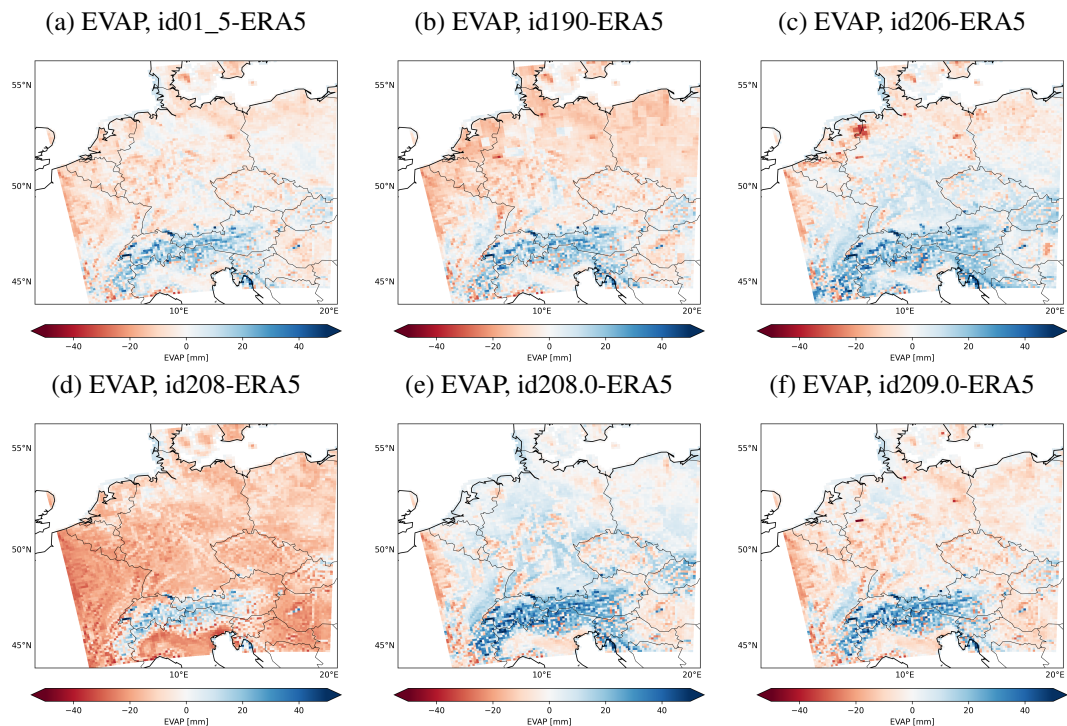 (a) EVAP, id01_5-ERA5
(b) EVAP, id190-ERA5
(c) EVAP, id206-ERA5
55°N
50°N
45°N
10°E
20°E
55°N
50°N
45°N
10°E
20°E
55°N
50°N
45°N
10°E
20°E
−40 −20 0 20 40
EVAP [mm]
−40 −20 0 20 40
EVAP [mm]
−40 −20 0 20 40
EVAP [mm]
(d) EVAP, id208-ERA5
(e) EVAP, id208.0-ERA5
(f) EVAP, id209.0-ERA5
55°N
50°N
45°N
10°E
20°E
55°N
50°N
45°N
10°E
20°E
55°N
50°N
45°N
10°E
20°E
−40 −20 0 20 40
EVAP [mm]
−40 −20 0 20 40
EVAP [mm]
−40 −20 0 20 40
EVAP [mm]